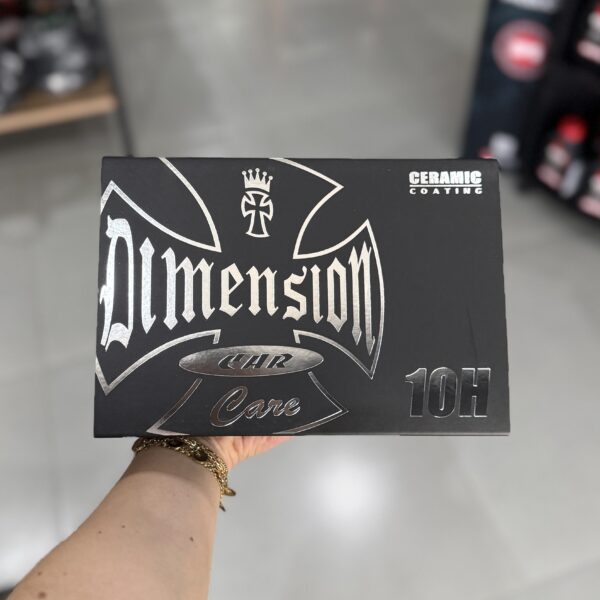 CERAMIC
COATING
Dimension
CAR
Care
10H